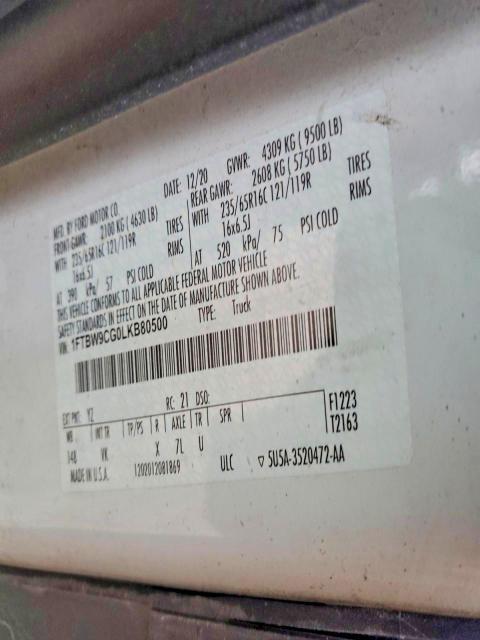 MFD. BY FORD MOTOR CO.
DATE: 12/20 GVWR: 4309 KG ( 9500 LB)
FRONT GAWR: 2100 KG ( 4630 LB) REAR GAWR: 2608 KG ( 5750 LB)
WITH 235/65R16C 121/119R TIRES WITH 235/65R16C 121/119R TIRES
16x6.5J RIMS 16x6.5J RIMS
AT 390 kPa/ 57 PSI COLD AT 520 kPa/ 75 PSI COLD
THIS VEHICLE CONFORMS TO ALL APPLICABLE FEDERAL MOTOR VEHICLE
SAFETY STANDARDS IN EFFECT ON THE DATE OF MANUFACTURE SHOWN ABOVE.
VIN: 1FTBW9CG0LKB80500 TYPE: Truck
EXT PNT: YZ RC: 21 DSO: F1223
WB INT TR TP/PS R AXLE TR SPR T2163
148 VK X 7L U
MADE IN U.S.A. 1202012081869 ULC ▽ 5U5A-3520472-AA